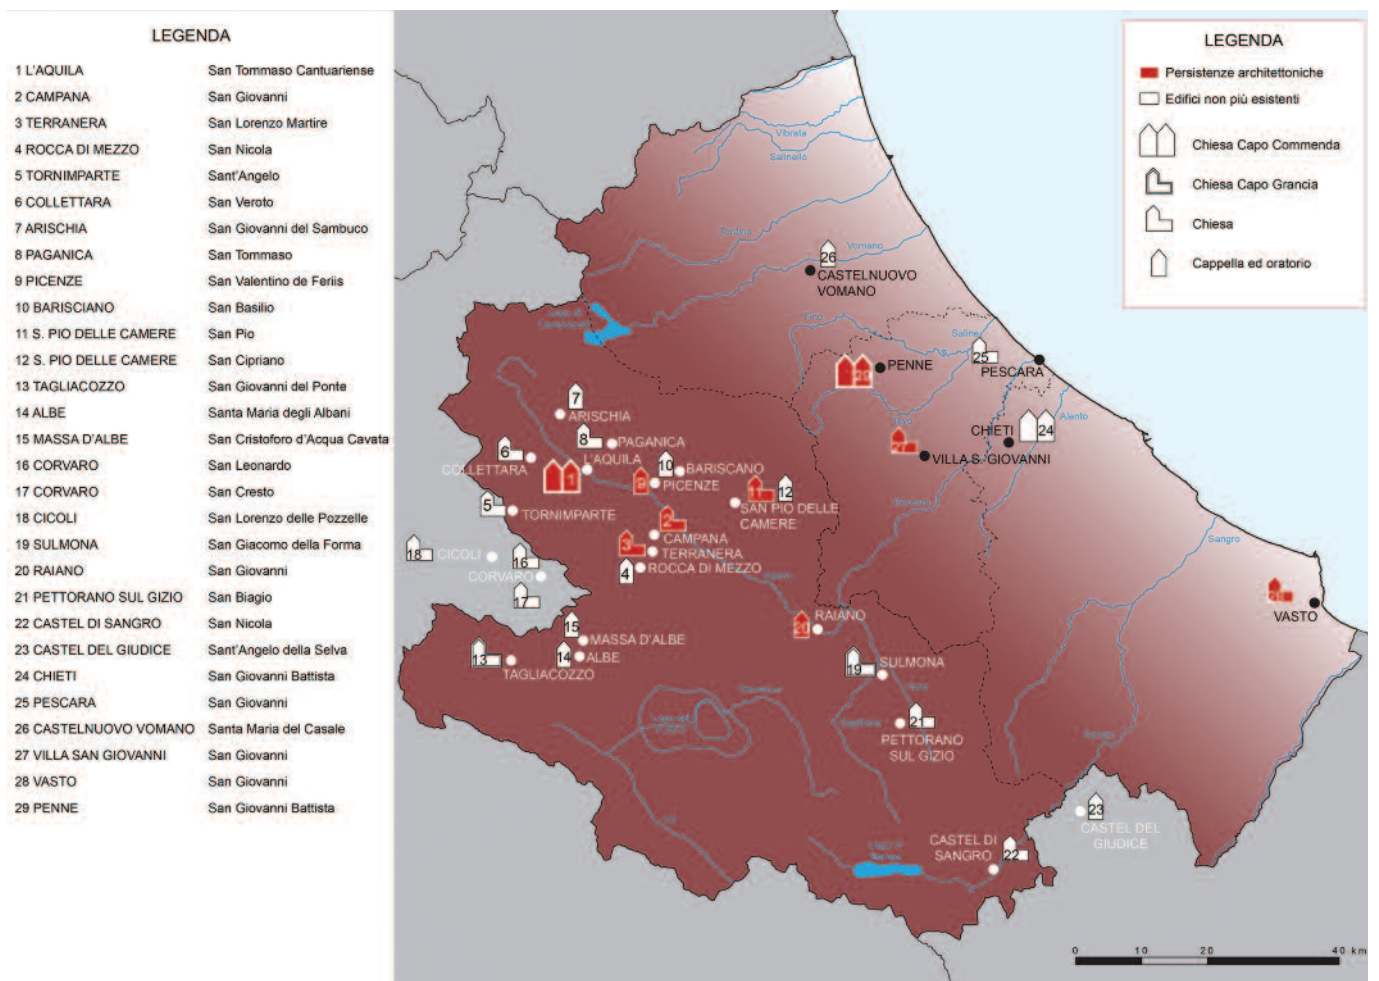 LEGENDA
1 L'AQUILA San Tommaso Cantuariense
2 CAMPANA San Giovanni
3 TERRANERA San Lorenzo Martire
4 ROCCA DI MEZZO San Nicola
5 TORNIMPARTE Sant'Angelo
6 COLLETTARA San Veroto
7 ARISCHIA San Giovanni del Sambuco
8 PAGANICA San Tommaso
9 PICENZE San Valentino de Feriis
10 BARISCIANO San Basilio
11 S. PIO DELLE CAMERE San Pio
12 S. PIO DELLE CAMERE San Cipriano
13 TAGLIACOZZO San Giovanni del Ponte
14 ALBE Santa Maria degli Albani
15 MASSA D'ALBE San Cristoforo d'Acqua Cavata
16 CORVARO San Leonardo
17 CORVARO San Cresto
18 CICOLI San Lorenzo delle Pozzelle
19 SULMONA San Giacomo della Forma
20 RAIANO San Giovanni
21 PETTORANO SUL GIZIO San Biagio
22 CASTEL DI SANGRO San Nicola
23 CASTEL DEL GIUDICE Sant'Angelo della Selva
24 CHIETI San Giovanni Battista
25 PESCARA San Giovanni
26 CASTELNUOVO VOMANO Santa Maria del Casale
27 VILLA SAN GIOVANNI San Giovanni
28 VASTO San Giovanni
29 PENNE San Giovanni Battista
LEGENDA
Persistenze architettoniche
Edifici non più esistenti
Chiesa Capo Commenda
Chiesa Capo Grancia
Chiesa
Cappella ed oratorio
Vibrata
Salinello
Tordino
Vomano
26
CASTELNUOVO
VOMANO
Fino
Saline
25
PESCARA
29
PENNE
Alento
CHIETI
24
27
VILLA S. GIOVANNI
7
ARISCHIA
8
PAGANICA
6
COLLETTARA
L'AQUILA
1
10
BARISCANO
9
PICENZE
11
12
SAN PIO DELLE
CAMERE
5
TORNIMPARTE
2
CAMPANA
3
TERRANERA
4
ROCCA DI MEZZO
18
CICOLI
16
CORVARO
17
Sangro
28
VASTO
RAIANO
20
15
MASSA D'ALBE
14
ALBE
13
TAGLIACOZZO
19
SULMONA
21
PETTORANO
SUL GIZIO
23
CASTEL DEL
GIUDICE
CASTEL DI
SANGRO
22
0 10 20 40 km